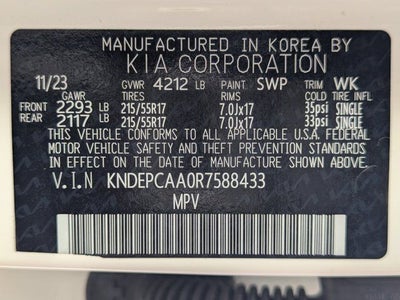 MANUFACTURED IN KOREA BY
KIA CORPORATION
11/23 GVWR 4212 LB PAINT SWP TRIM WK
GAWR TIRES RIMS COLD TIRE INFL.
FRONT 2293 LB 215/55R17 7.0Jx17 35psi SINGLE
REAR 2117 LB 215/55R17 7.0Jx17 33psi SINGLE
THIS VEHICLE CONFORMS TO ALL APPLICABLE U.S.A. FEDERAL
MOTOR VEHICLE SAFETY AND THEFT PREVENTION STANDARDS
IN EFFECT ON THE DATE OF MANUFACTURE SHOWN ABOVE.
V.I.N KNDEPCAA0R7588433
MPV